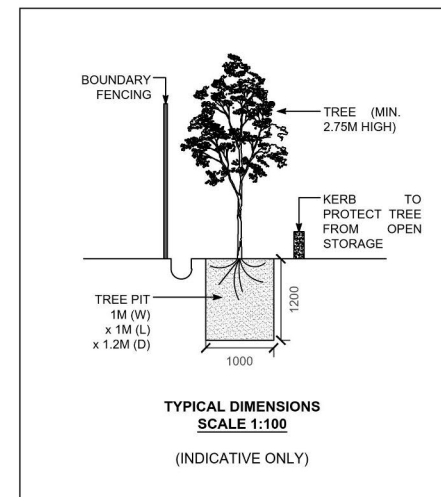 BOUNDARY
FENCING
TREE (MIN.
2.75M HIGH)
KERB TO
PROTECT TREE
FROM OPEN
STORAGE
TREE PIT
1M (W)
x 1M (L)
x 1.2M (D)
1200
1000
TYPICAL DIMENSIONS
SCALE 1:100
(INDICATIVE ONLY)